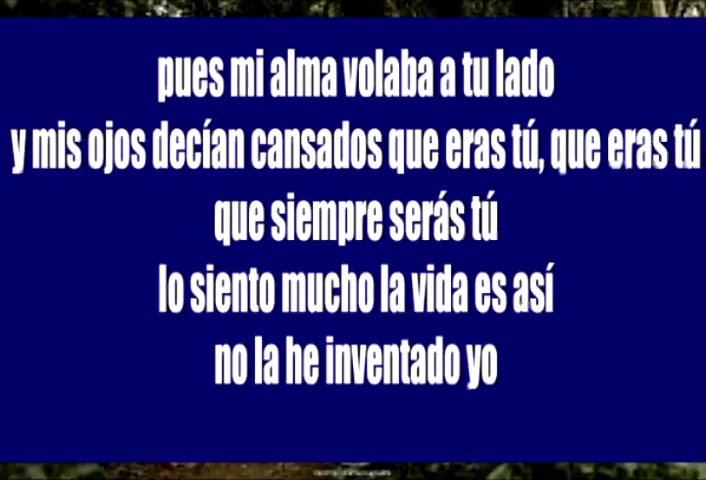 pues mi alma volaba a tu lado
y mis ojos decían cansados que eras tú, que eras tú
que siempre serás tú
lo siento mucho la vida es así
no la he inventado yo